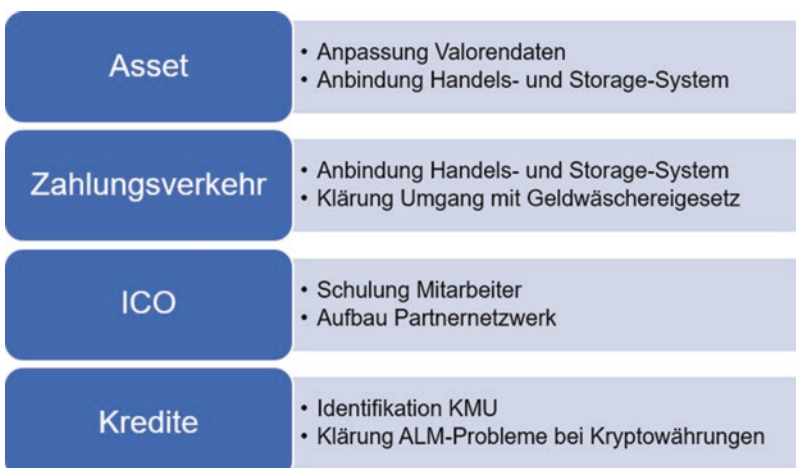 Asset
• Anpassung Valorendaten
• Anbindung Handels- und Storage-System
Zahlungsverkehr
• Anbindung Handels- und Storage-System
• Klärung Umgang mit Geldwäschereigesetz
ICO
• Schulung Mitarbeiter
• Aufbau Partnernetzwerk
Kredite
• Identifikation KMU
• Klärung ALM-Probleme bei Kryptowährungen